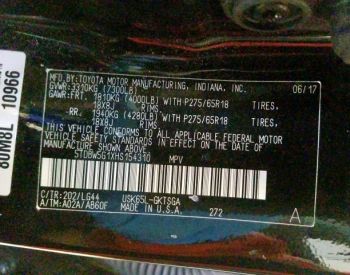 MFD.BY:TOYOTA MOTOR MANUFACTURING, INDIANA, INC. 06/17
GVWR: 3310KG (7300LB)
GAWR: FRT. 1810KG (4000LB) WITH P275/65R18 TIRES,
18X8J RIMS
RR. 1940KG (4280LB) WITH P275/65R18 TIRES,
18X8J RIMS
THIS VEHICLE CONFORMS TO ALL APPLICABLE FEDERAL MOTOR
VEHICLE SAFETY STANDARDS IN EFFECT ON THE DATE OF
MANUFACTURE SHOWN ABOVE.
MPV
C/TR:202/LG44 USK65L-GKTSGA
A/TM:A02A/AB60F MADE IN U.S.A. 272 A
80MBL 10966